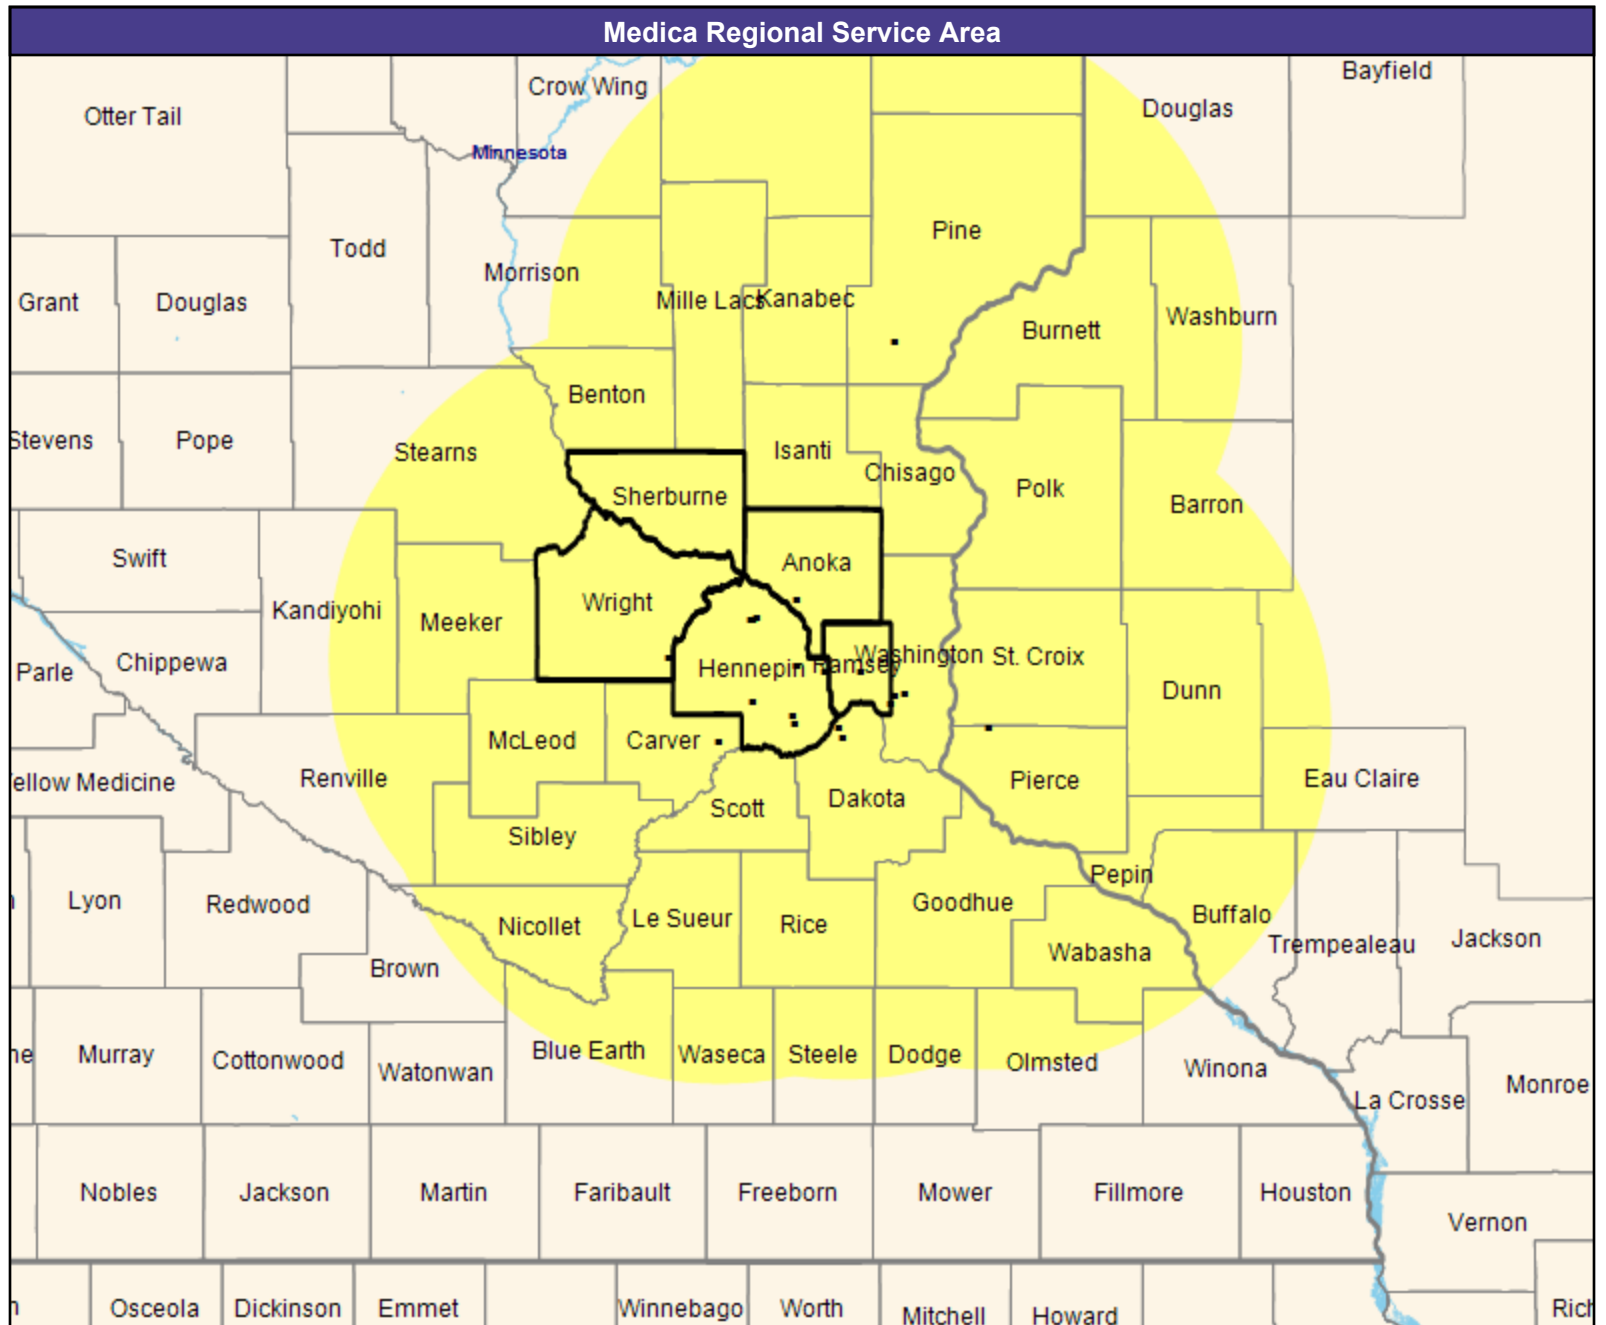 Medica Regional Service Area
Crow Wing
Bayfield
Douglas
Otter Tail
Minnesota
Pine
Todd
Morrison
Grant
Douglas
Mille Lacs
Kanabec
Burnett
Washburn
Benton
Stevens
Pope
Stearns
Isanti
Chisago
Polk
Barron
Sherburne
Swift
Anoka
Kandiyohi
Wright
Meeker
Parle
Chippewa
Hennepin
Ramsey
Washington
St. Croix
Dunn
McLeod
Carver
ellow Medicine
Renville
Pierce
Eau Claire
Scott
Dakota
Sibley
Pepin
Lyon
Redwood
Nicollet
Le Sueur
Rice
Goodhue
Buffalo
Trempealeau
Jackson
Wabasha
Brown
ne
Murray
Cottonwood
Watonwan
Blue Earth
Waseca
Steele
Dodge
Olmsted
Winona
La Crosse
Monroe
Nobles
Jackson
Martin
Faribault
Freeborn
Mower
Fillmore
Houston
Vernon
Osceola
Dickinson
Emmet
Winnebago
Worth
Mitchell
Howard
Rich